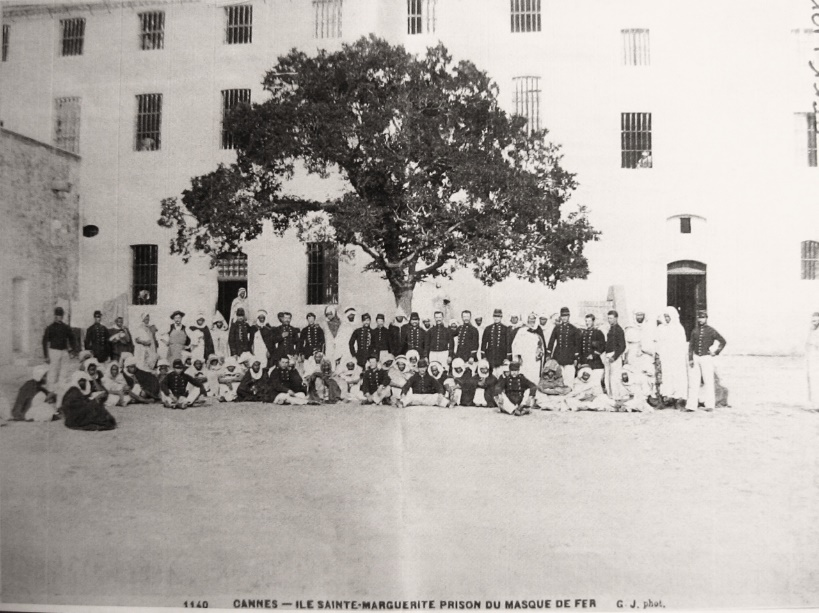 1140 CANNES — ILE SAINTE-MARGUERITE PRISON DU MASQUE DE FER G. J. phot.